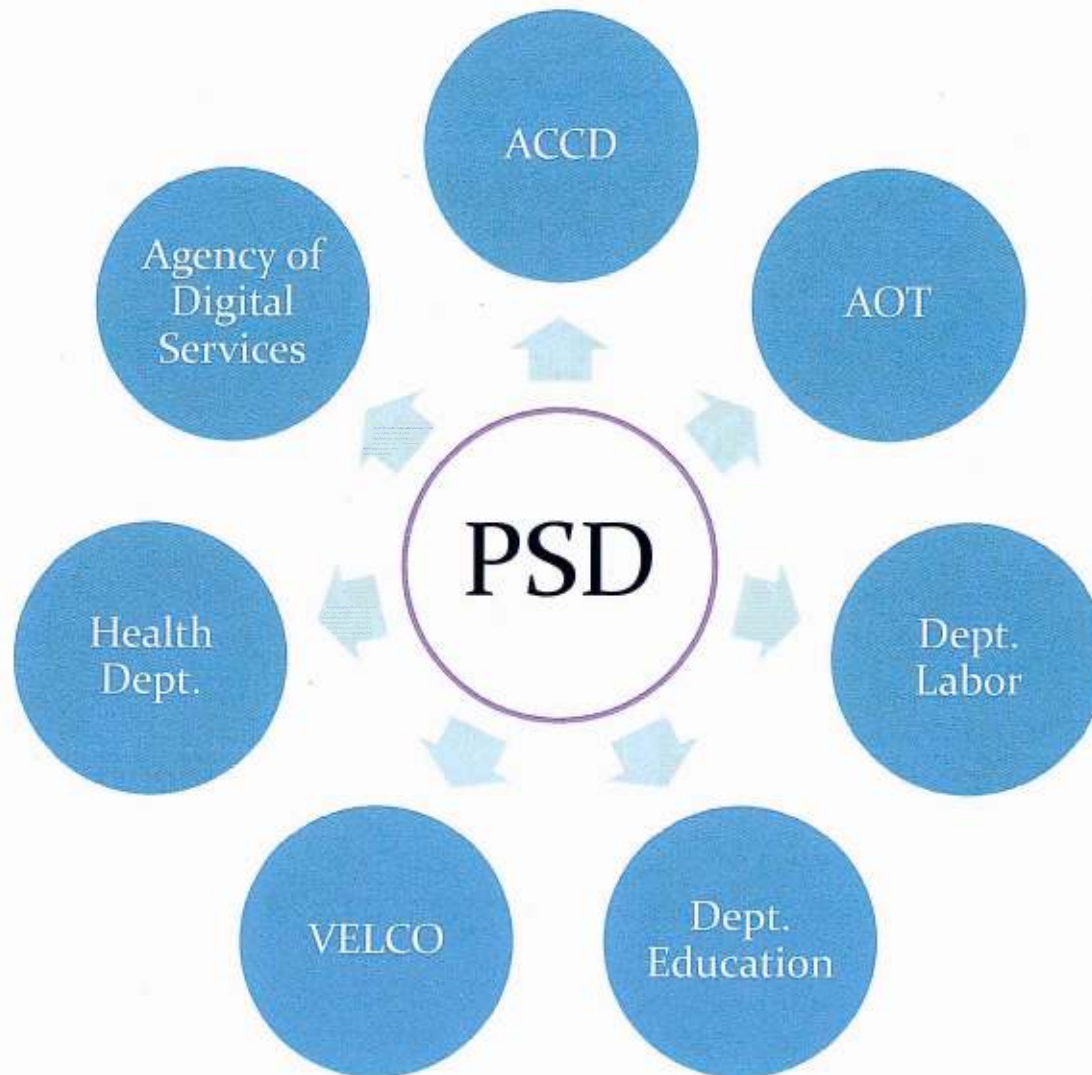 ACCD
Agency of
Digital
Services
AOT
PSD
Health
Dept.
Dept.
Labor
VELCO
Dept.
Education